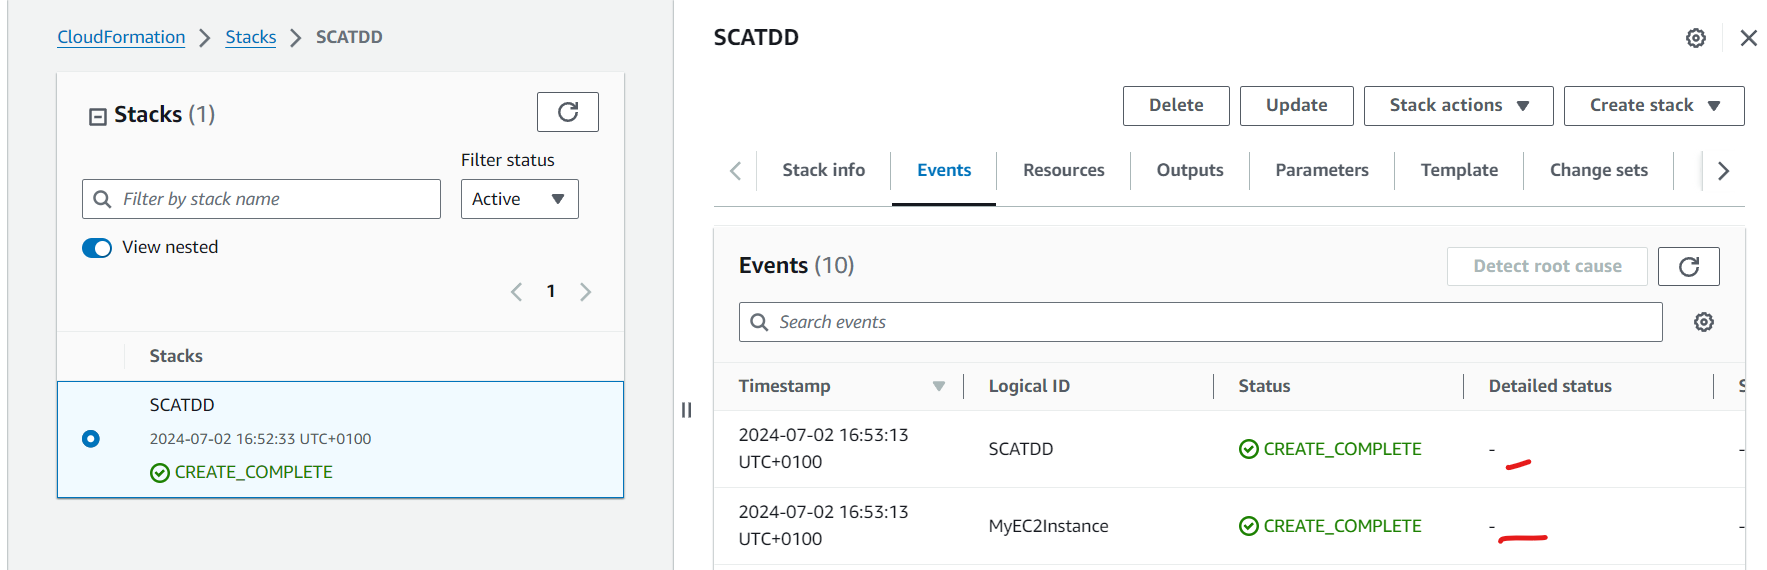 CloudFormation > Stacks > SCATDD
Stacks (1)
Filter status
Filter by stack name
Active
View nested
1
Stacks
SCATDD
2024-07-02 16:52:33 UTC+0100
CREATE_COMPLETE
SCATDD
Delete
Update
Stack actions
Create stack
Stack info
Events
Resources
Outputs
Parameters
Template
Change sets
Events (10)
Detect root cause
Search events
Timestamp Logical ID Status Detailed status
2024-07-02 16:53:13
UTC+0100
SCATDD
CREATE_COMPLETE
-
-
2024-07-02 16:53:13
UTC+0100
MyEC2Instance
CREATE_COMPLETE
-
-